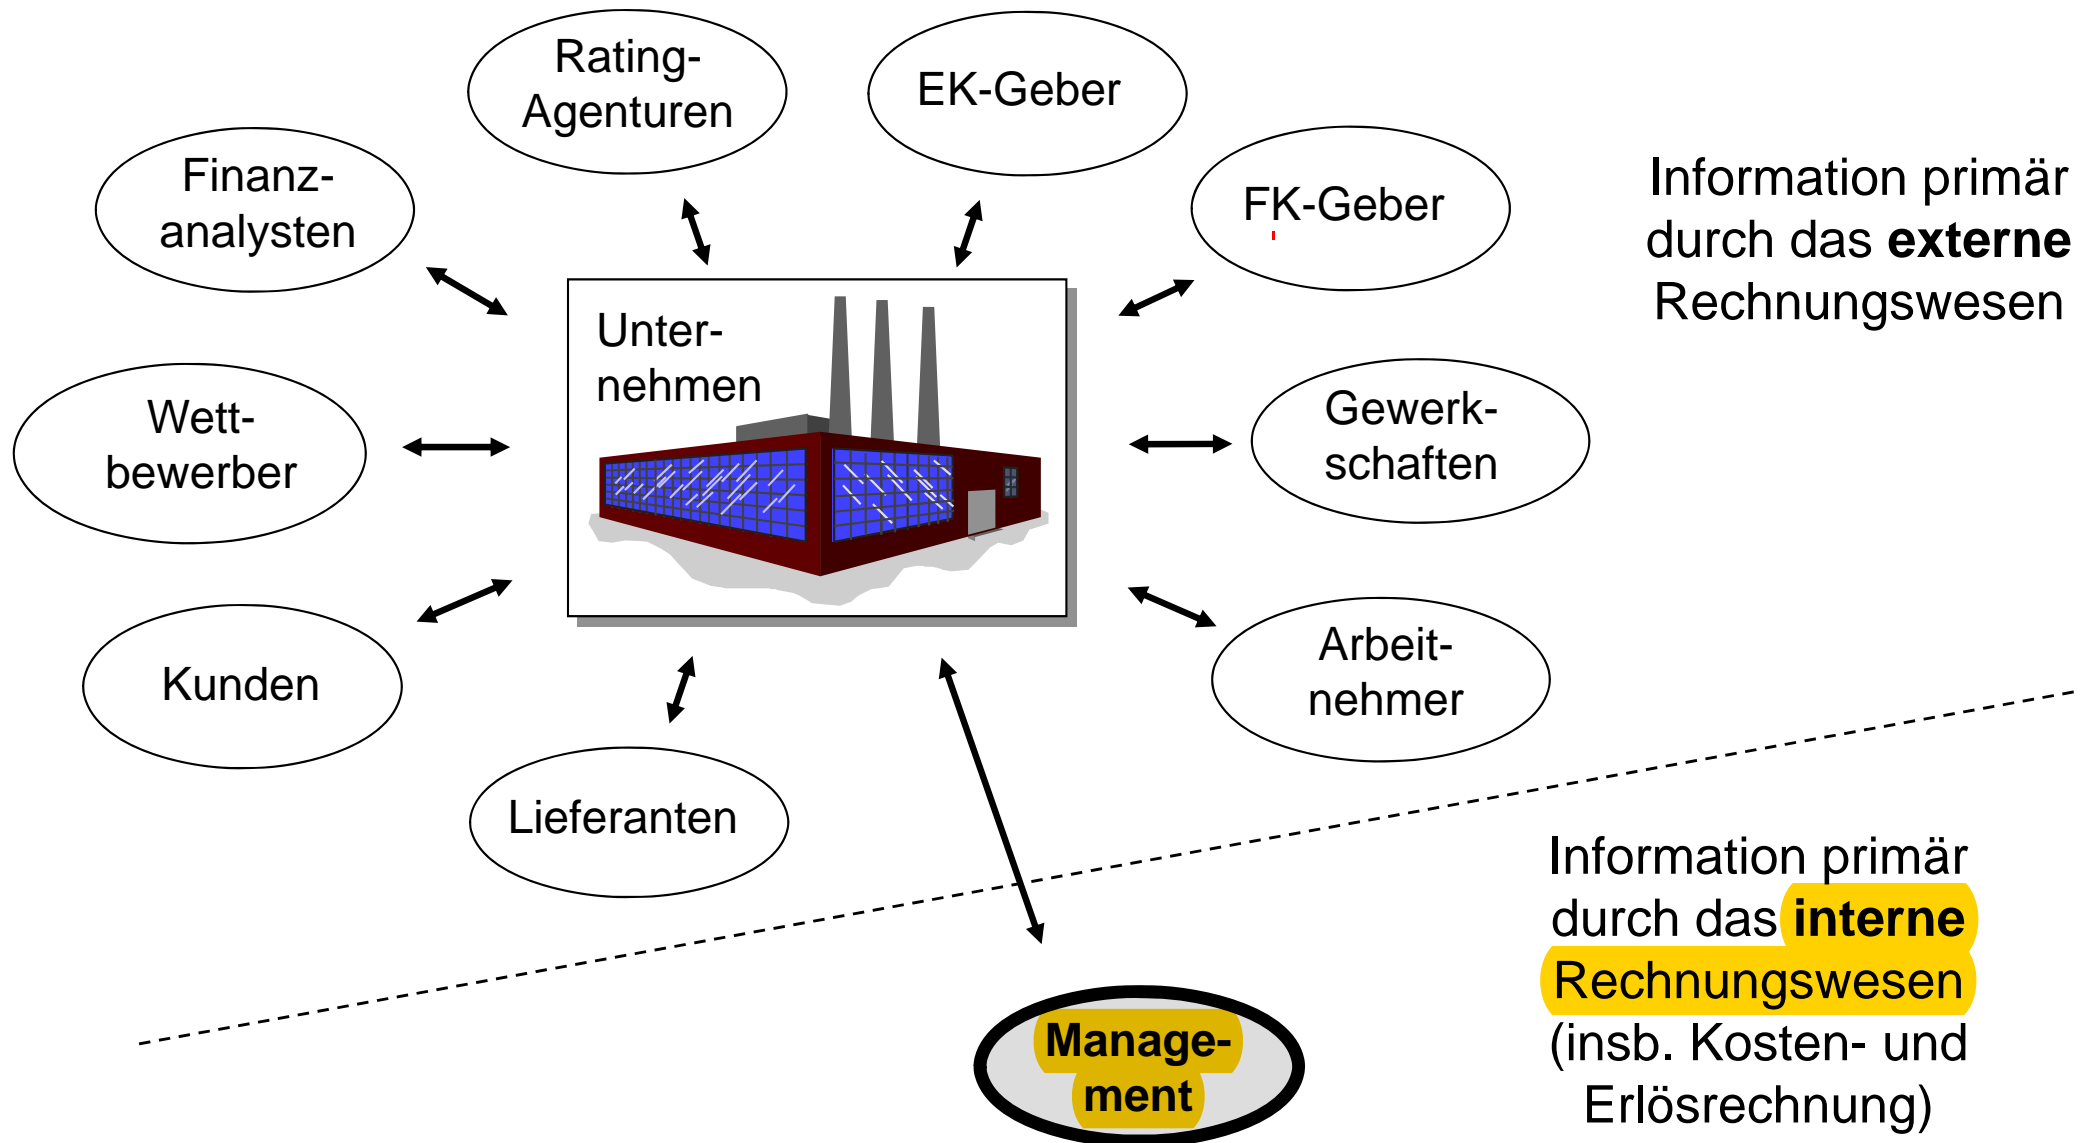 Rating-
Agenturen
EK-Geber
Finanz-
analysten
FK-Geber
Information primär
durch das externe
Rechnungswesen
Unter-
nehmen
Wett-
bewerber
Gewerk-
schaften
Kunden
Arbeit-
nehmer
Lieferanten
Information primär
durch das interne
Rechnungswesen
(insb. Kosten- und
Erlösrechnung)
Manage-
ment